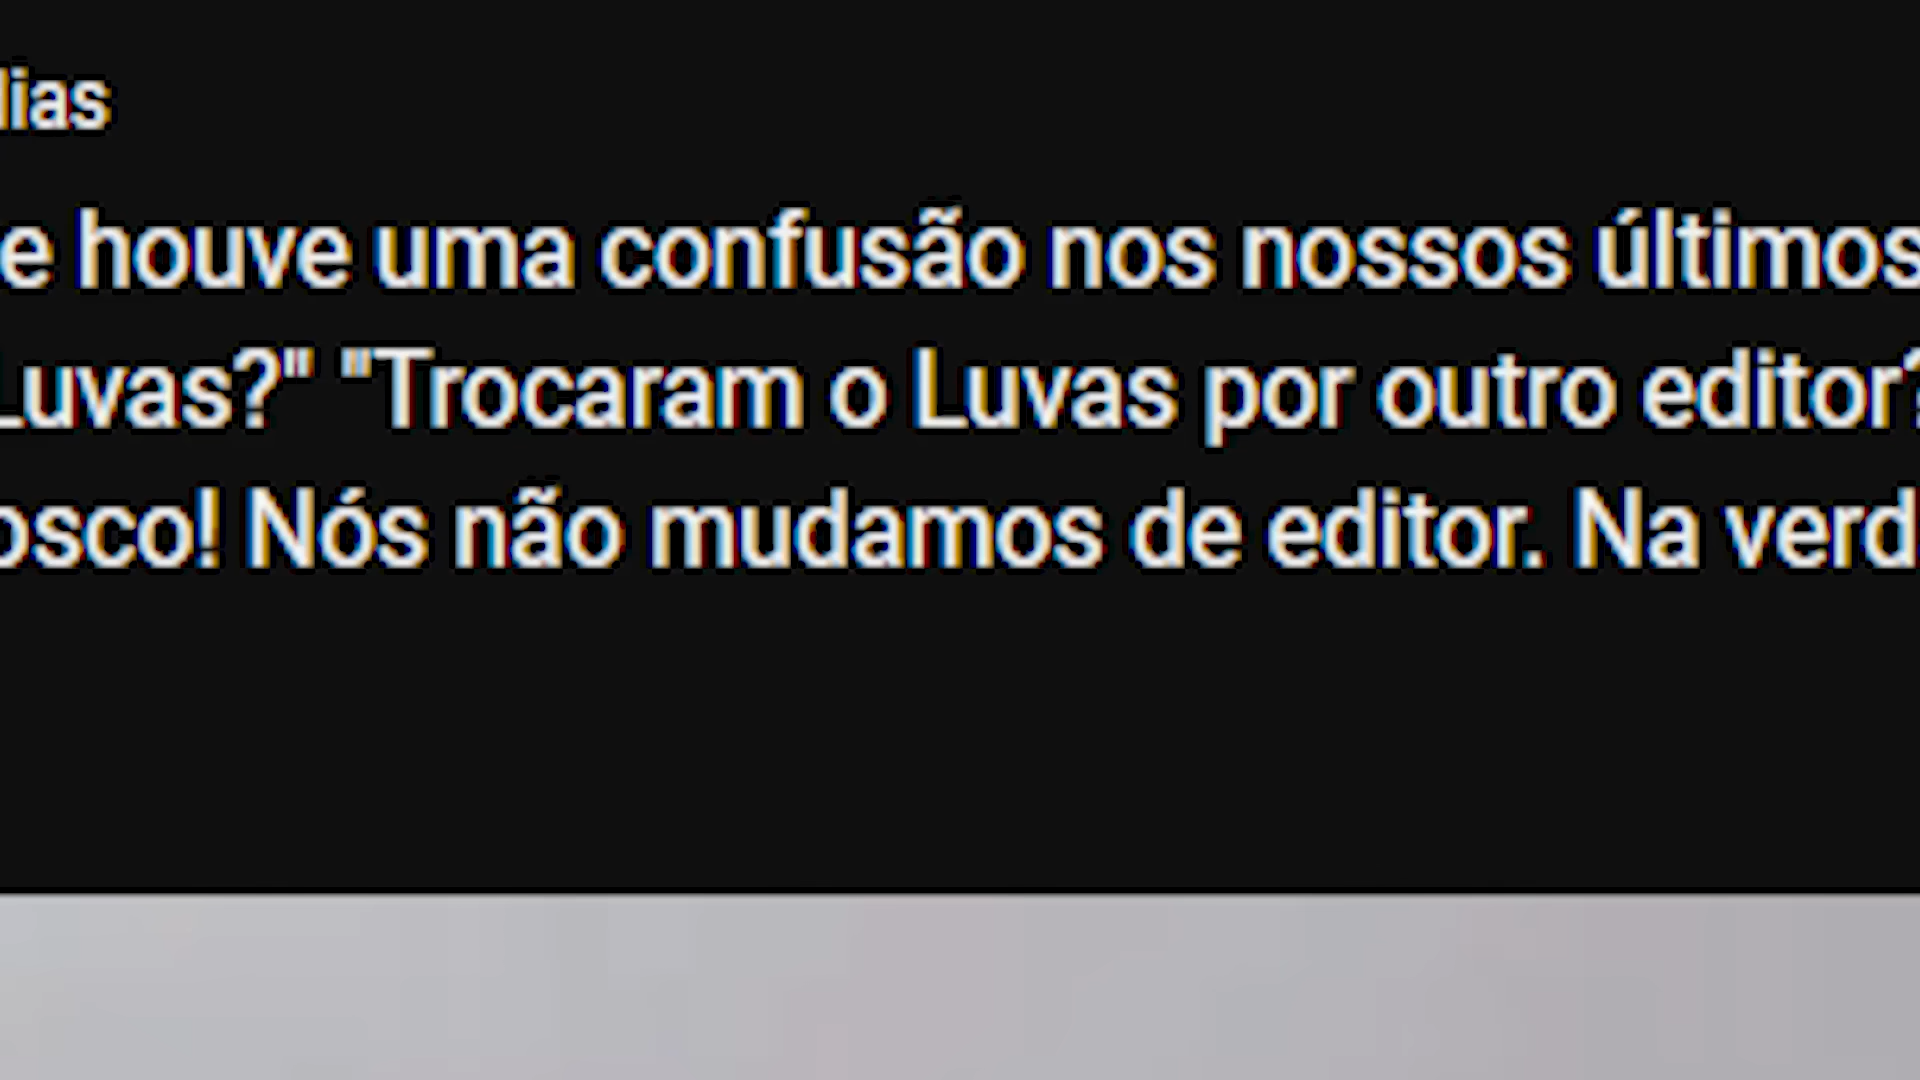 dias
e houve uma confusão nos nossos últimos
Luvas?" "Trocaram o Luvas por outro editor?
osco! Nós não mudamos de editor. Na verd